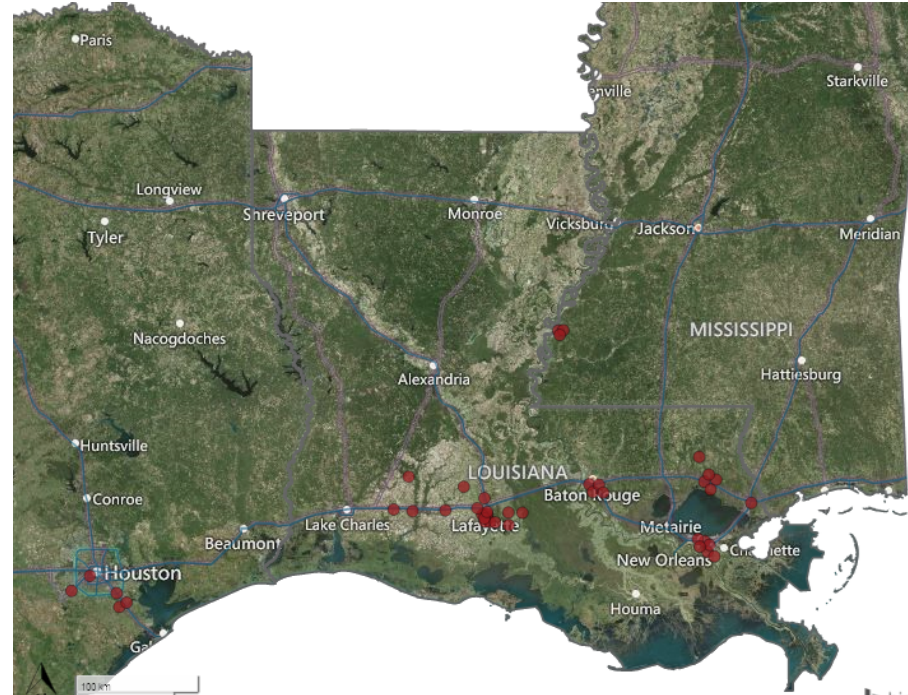 Paris
Starkville
enville
Longview
Shreveport
Monroe
Vicksburg
Jackson
Meridian
Tyler
Nacogdoches
MISSISSIPPI
Alexandria
Hattiesburg
Huntsville
LOUISIANA
Conroe
Baton Rouge
Lake Charles
Lafayette
Metairie
Beaumont
New Orleans
Houston
Houma
100 km